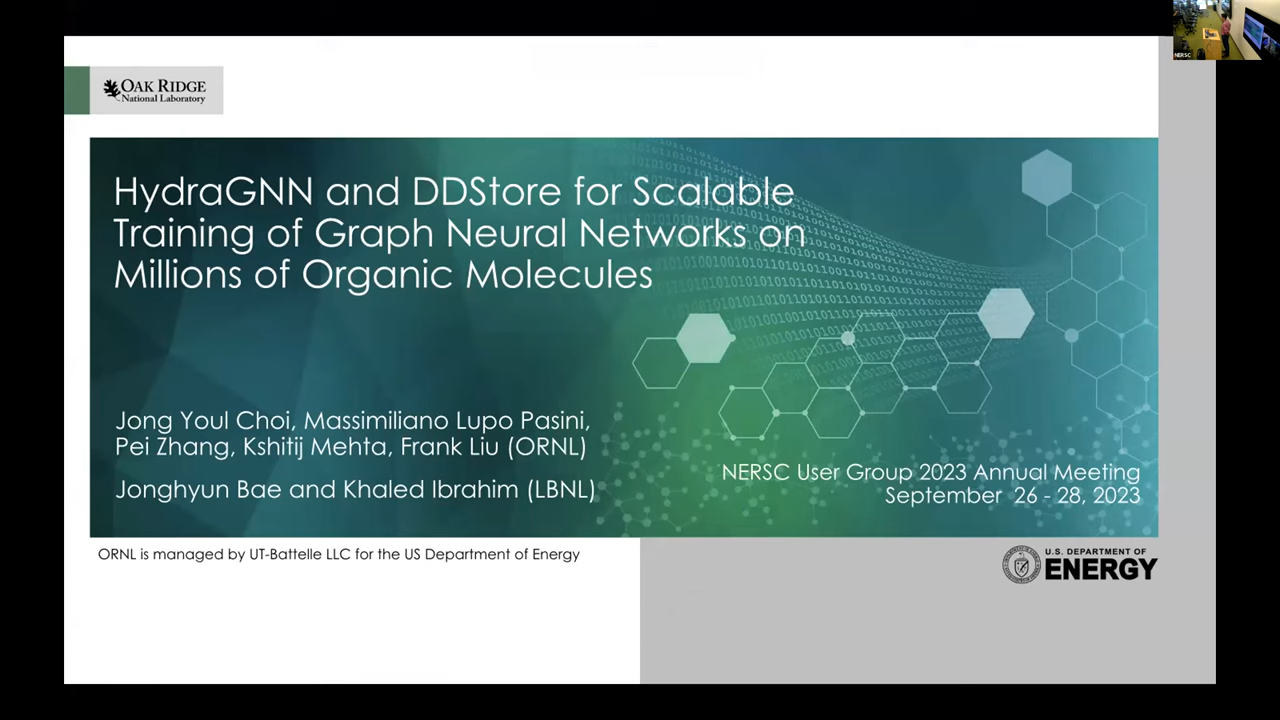 NERSC
OAK RIDGE
National Laboratory
HydraGNN and DDStore for Scalable
Training of Graph Neural Networks on
Millions of Organic Molecules
Jong Youl Choi, Massimiliano Lupo Pasini,
Pei Zhang, Kshitij Mehta, Frank Liu (ORNL)
Jonghyun Bae and Khaled Ibrahim (LBNL)
NERSC User Group 2023 Annual Meeting
September 26 - 28, 2023
ORNL is managed by UT-Battelle LLC for the US Department of Energy
U.S. DEPARTMENT OF
ENERGY